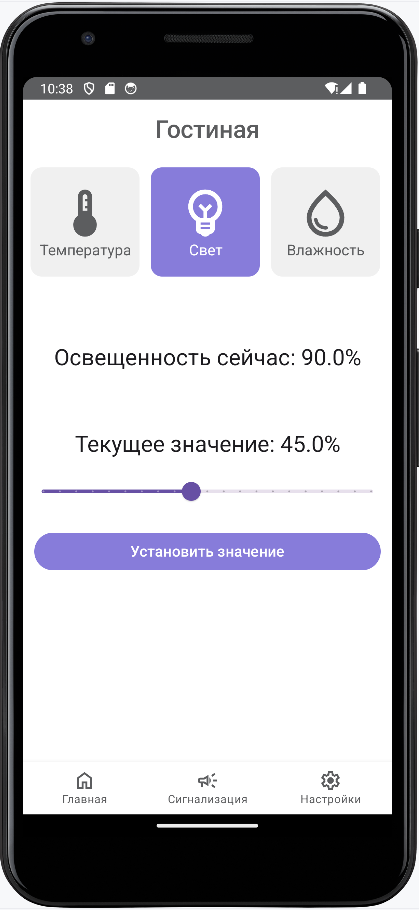 10:38
Гостиная
Температура
Свет
Влажность
Освещенность сейчас: 90.0%
Текущее значение: 45.0%
Установить значение
Главная
Сигнализация
Настройки